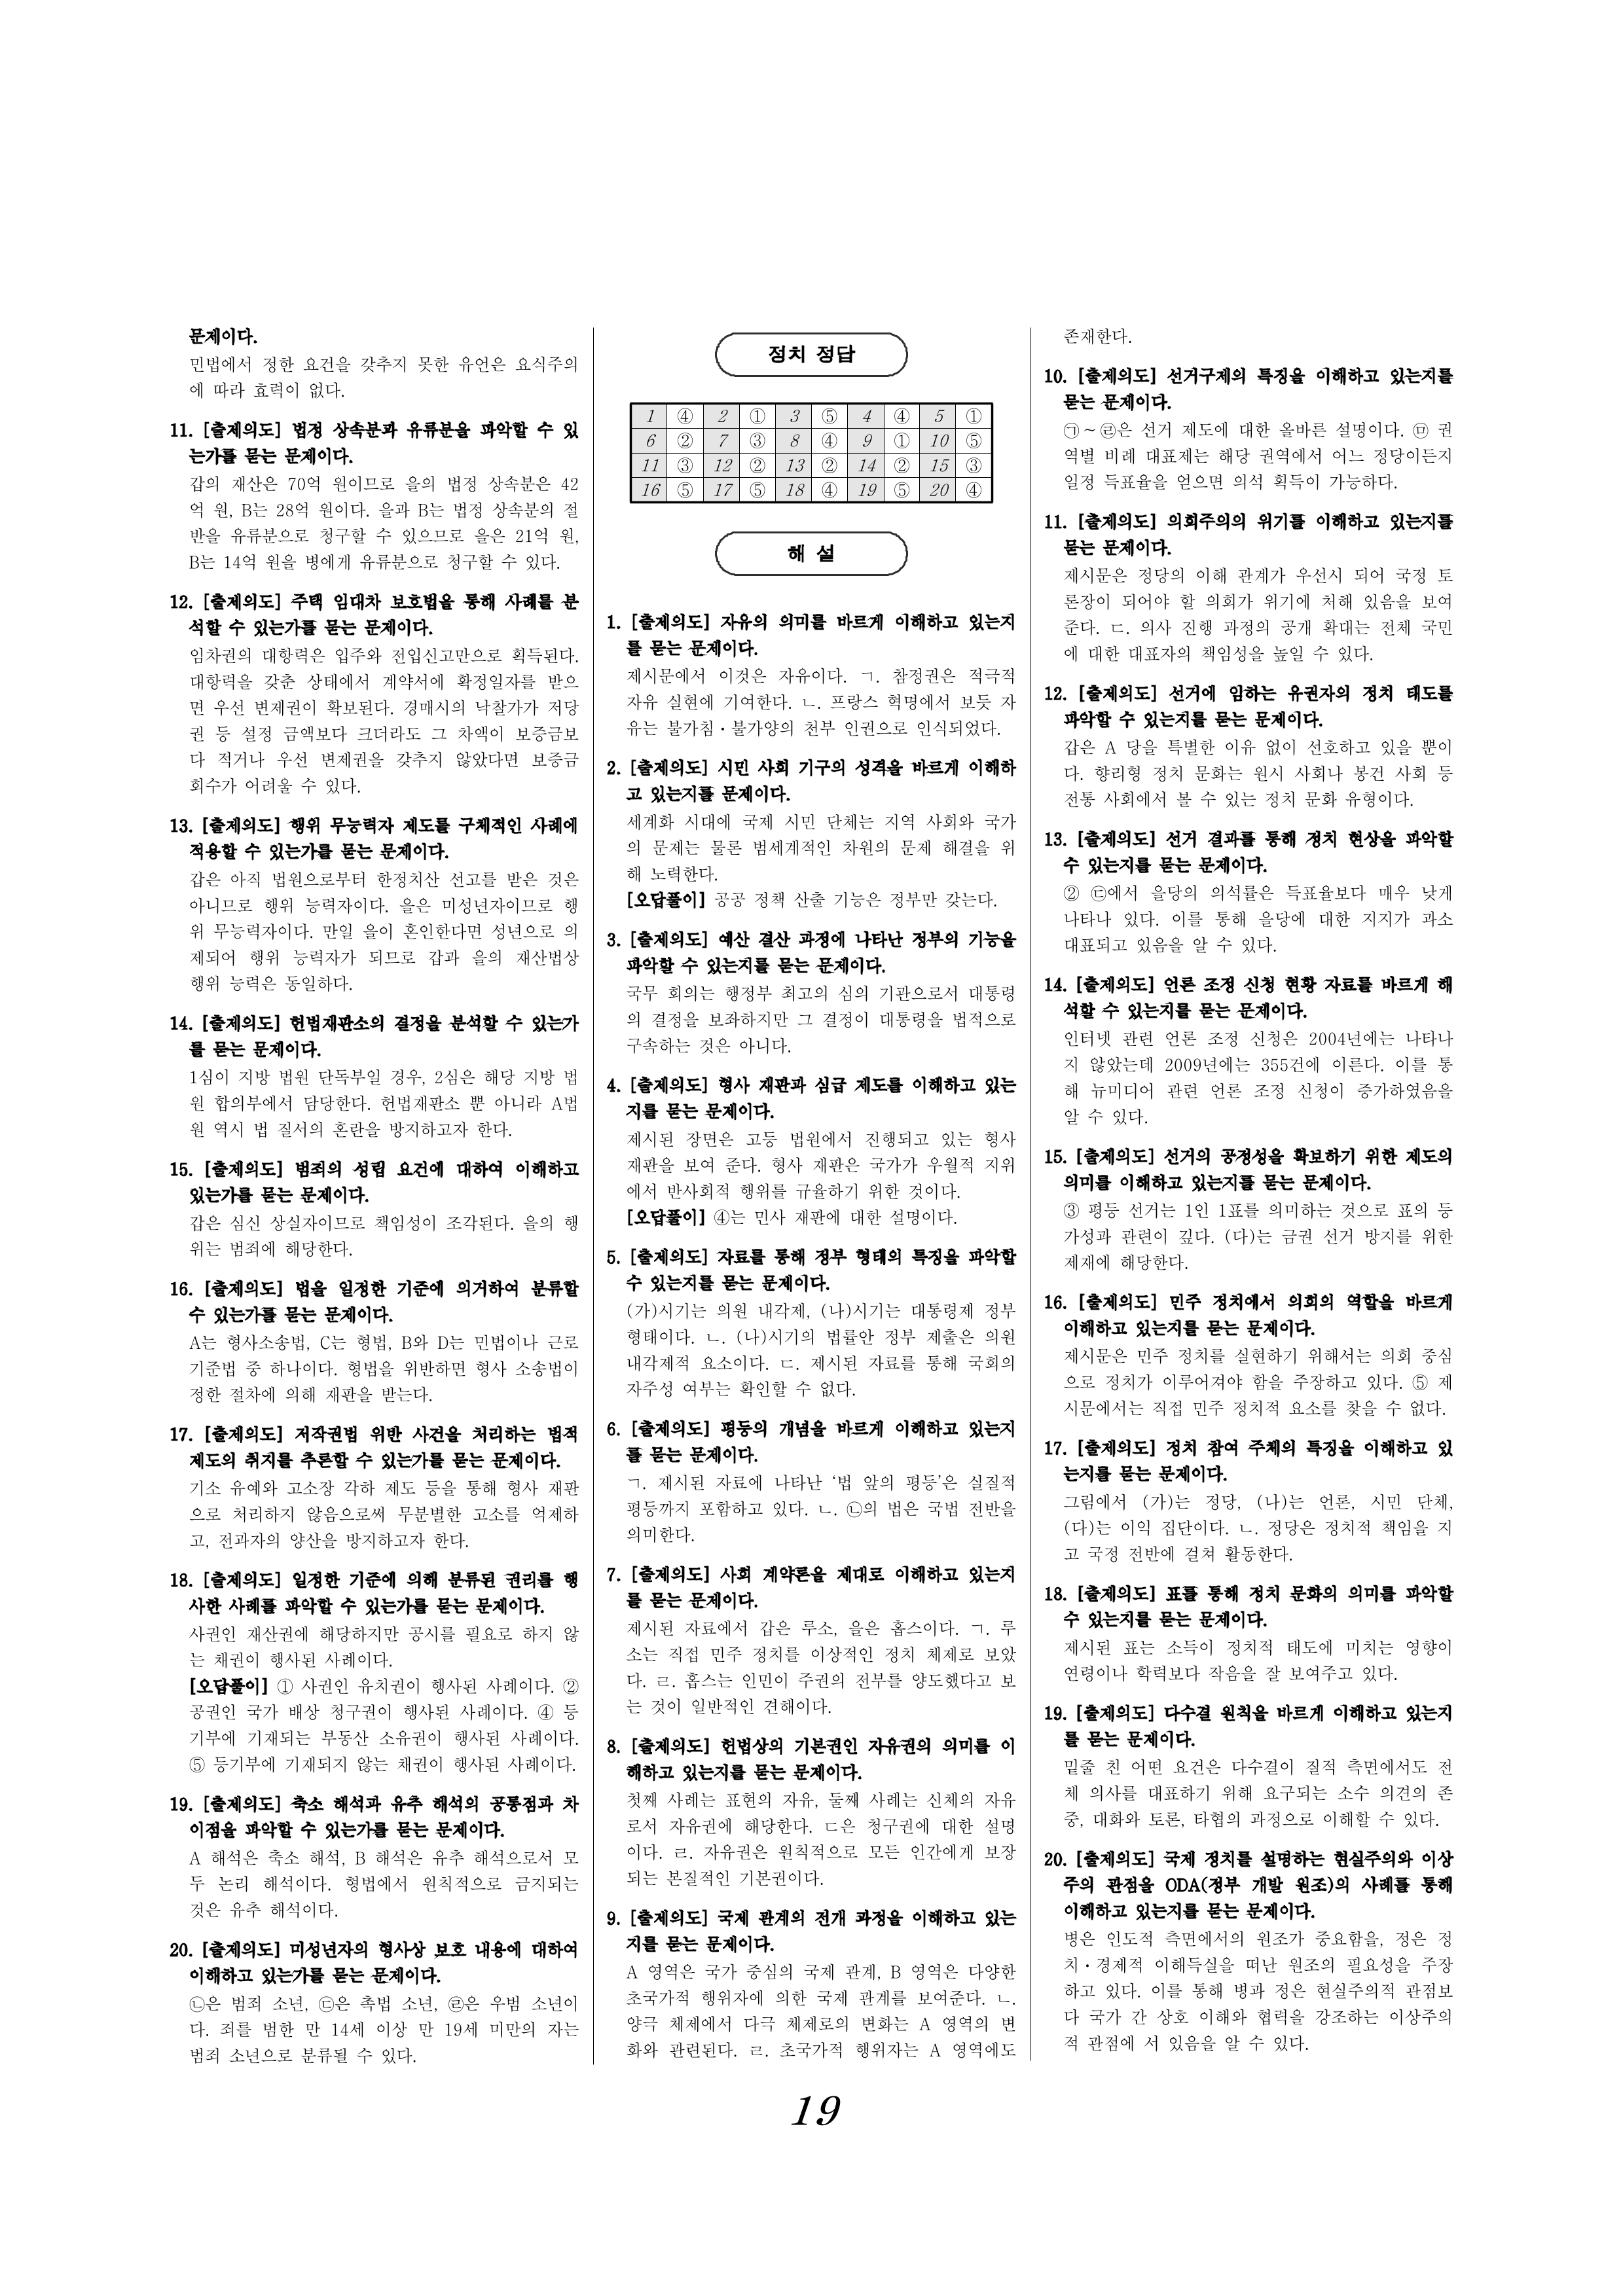 문제이다.
민법에서 정한 요건을 갖추지 못한 유언은 요식주의
에 따라 효력이 없다.
11. [출제의도] 법정 상속분과 유류분을 파악할 수 있
는가를 묻는 문제이다.
갑의 재산은 70억 원이므로 을의 법정 상속분은 42
억 원, B는 28억 원이다. 을과 B는 법정 상속분의 절
반을 유류분으로 청구할 수 있으므로 을은 21억 원,
B는 14억 원을 병에게 유류분으로 청구할 수 있다.
12. [출제의도] 주택 임대차 보호법을 통해 사례를 분
석할 수 있는가를 묻는 문제이다.
임차권의 대항력은 입주와 전입신고만으로 획득된다.
대항력을 갖춘 상태에서 계약서에 확정일자를 받으
면 우선 변제권이 확보된다. 경매시의 낙찰가가 저당
권 등 설정 금액보다 크더라도 그 차액이 보증금보
다 적거나 우선 변제권을 갖추지 않았다면 보증금
회수가 어려울 수 있다.
13. [출제의도] 행위 무능력자 제도를 구체적인 사례에
적용할 수 있는가를 묻는 문제이다.
갑은 아직 법원으로부터 한정치산 선고를 받은 것은
아니므로 행위 능력자이다. 을은 미성년자이므로 행
위 무능력자이다. 만일 을이 혼인한다면 성년으로 의
제되어 행위 능력자가 되므로 갑과 을의 재산법상
행위 능력은 동일하다.
14. [출제의도] 헌법재판소의 결정을 분석할 수 있는가
를 묻는 문제이다.
1심이 지방 법원 단독부일 경우, 2심은 해당 지방 법
원 합의부에서 담당한다. 헌법재판소 뿐 아니라 A법
원 역시 법 질서의 혼란을 방지하고자 한다.
15. [출제의도] 범죄의 성립 요건에 대하여 이해하고
있는가를 묻는 문제이다.
갑은 심신 상실자이므로 책임성이 조각된다. 을의 행
위는 범죄에 해당한다.
16. [출제의도] 법을 일정한 기준에 의거하여 분류할
수 있는가를 묻는 문제이다.
A는 형사소송법, C는 형법, B와 D는 민법이나 근로
기준법 중 하나이다. 형법을 위반하면 형사 소송법이
정한 절차에 의해 재판을 받는다.
17. [출제의도] 저작권법 위반 사건을 처리하는 법적
제도의 취지를 추론할 수 있는가를 묻는 문제이다.
기소 유예와 고소장 각하 제도 등을 통해 형사 재판
으로 처리하지 않음으로써 무분별한 고소를 억제하
고, 전과자의 양산을 방지하고자 한다.
18. [출제의도] 일정한 기준에 의해 분류된 권리를 행
사한 사례를 파악할 수 있는가를 묻는 문제이다.
사권인 재산권에 해당하지만 공시를 필요로 하지 않
는 채권이 행사된 사례이다.
[오답풀이] ① 사권인 유치권이 행사된 사례이다. ②
공권인 국가 배상 청구권이 행사된 사례이다. ④ 등
기부에 기재되는 부동산 소유권이 행사된 사례이다.
⑤ 등기부에 기재되지 않는 채권이 행사된 사례이다.
19. [출제의도] 축소 해석과 유추 해석의 공통점과 차
이점을 파악할 수 있는가를 묻는 문제이다.
A 해석은 축소 해석, B 해석은 유추 해석으로서 모
두 논리 해석이다. 형법에서 원칙적으로 금지되는
것은 유추 해석이다.
20. [출제의도] 미성년자의 형사상 보호 내용에 대하여
이해하고 있는가를 묻는 문제이다.
㉡은 범죄 소년, ㉢은 촉법 소년, ㉣은 우범 소년이
다. 죄를 범한 만 14세 이상 만 19세 미만의 자는
범죄 소년으로 분류될 수 있다.
정치 정답
1 ④ 2 ① 3 ⑤ 4 ④ 5 ①
6 ② 7 ③ 8 ④ 9 ① 10 ⑤
11 ③ 12 ② 13 ② 14 ② 15 ③
16 ⑤ 17 ⑤ 18 ④ 19 ⑤ 20 ④
해 설
1. [출제의도] 자유의 의미를 바르게 이해하고 있는지
를 묻는 문제이다.
제시문에서 이것은 자유이다. ㄱ. 참정권은 적극적
자유 실현에 기여한다. ㄴ. 프랑스 혁명에서 보듯 자
유는 불가침·불가양의 천부 인권으로 인식되었다.
2. [출제의도] 시민 사회 기구의 성격을 바르게 이해하
고 있는지를 문제이다.
세계화 시대에 국제 시민 단체는 지역 사회와 국가
의 문제는 물론 범세계적인 차원의 문제 해결을 위
해 노력한다.
[오답풀이] 공공 정책 산출 기능은 정부만 갖는다.
3. [출제의도] 예산 결산 과정에 나타난 정부의 기능을
파악할 수 있는지를 묻는 문제이다.
국무 회의는 행정부 최고의 심의 기관으로서 대통령
의 결정을 보좌하지만 그 결정이 대통령을 법적으로
구속하는 것은 아니다.
4. [출제의도] 형사 재판과 심급 제도를 이해하고 있는
지를 묻는 문제이다.
제시된 장면은 고등 법원에서 진행되고 있는 형사
재판을 보여 준다. 형사 재판은 국가가 우월적 지위
에서 반사회적 행위를 규율하기 위한 것이다.
[오답풀이] ④는 민사 재판에 대한 설명이다.
5. [출제의도] 자료를 통해 정부 형태의 특징을 파악할
수 있는지를 묻는 문제이다.
(가)시기는 의원 내각제, (나)시기는 대통령제 정부
형태이다. ㄴ. (나)시기의 법률안 정부 제출은 의원
내각제적 요소이다. ㄷ. 제시된 자료를 통해 국회의
자주성 여부는 확인할 수 없다.
6. [출제의도] 평등의 개념을 바르게 이해하고 있는지
를 묻는 문제이다.
ㄱ. 제시된 자료에 나타난 ‘법 앞의 평등’은 실질적
평등까지 포함하고 있다. ㄴ. ㉡의 법은 국법 전반을
의미한다.
7. [출제의도] 사회 계약론을 제대로 이해하고 있는지
를 묻는 문제이다.
제시된 자료에서 갑은 루소, 을은 홉스이다. ㄱ. 루
소는 직접 민주 정치를 이상적인 정치 체제로 보았
다. ㄹ. 홉스는 인민이 주권의 전부를 양도했다고 보
는 것이 일반적인 견해이다.
8. [출제의도] 헌법상의 기본권인 자유권의 의미를 이
해하고 있는지를 묻는 문제이다.
첫째 사례는 표현의 자유, 둘째 사례는 신체의 자유
로서 자유권에 해당한다. ㄷ은 청구권에 대한 설명
이다. ㄹ. 자유권은 원칙적으로 모든 인간에게 보장
되는 본질적인 기본권이다.
9. [출제의도] 국제 관계의 전개 과정을 이해하고 있는
지를 묻는 문제이다.
A 영역은 국가 중심의 국제 관계, B 영역은 다양한
초국가적 행위자에 의한 국제 관계를 보여준다. ㄴ.
양극 체제에서 다극 체제로의 변화는 A 영역의 변
화와 관련된다. ㄹ. 초국가적 행위자는 A 영역에도
존재한다.
10. [출제의도] 선거구제의 특징을 이해하고 있는지를
묻는 문제이다.
㉠~㉣은 선거 제도에 대한 올바른 설명이다. ㉤ 권
역별 비례 대표제는 해당 권역에서 어느 정당이든지
일정 득표율을 얻으면 의석 획득이 가능하다.
11. [출제의도] 의회주의의 위기를 이해하고 있는지를
묻는 문제이다.
제시문은 정당의 이해 관계가 우선시 되어 국정 토
론장이 되어야 할 의회가 위기에 처해 있음을 보여
준다. ㄷ. 의사 진행 과정의 공개 확대는 전체 국민
에 대한 대표자의 책임성을 높일 수 있다.
12. [출제의도] 선거에 임하는 유권자의 정치 태도를
파악할 수 있는지를 묻는 문제이다.
갑은 A 당을 특별한 이유 없이 선호하고 있을 뿐이
다. 향리형 정치 문화는 원시 사회나 봉건 사회 등
전통 사회에서 볼 수 있는 정치 문화 유형이다.
13. [출제의도] 선거 결과를 통해 정치 현상을 파악할
수 있는지를 묻는 문제이다.
② ㉢에서 을당의 의석률은 득표율보다 매우 낮게
나타나 있다. 이를 통해 을당에 대한 지지가 과소
대표되고 있음을 알 수 있다.
14. [출제의도] 언론 조정 신청 현황 자료를 바르게 해
석할 수 있는지를 묻는 문제이다.
인터넷 관련 언론 조정 신청은 2004년에는 나타나
지 않았는데 2009년에는 355건에 이른다. 이를 통
해 뉴미디어 관련 언론 조정 신청이 증가하였음을
알 수 있다.
15. [출제의도] 선거의 공정성을 확보하기 위한 제도의
의미를 이해하고 있는지를 묻는 문제이다.
③ 평등 선거는 1인 1표를 의미하는 것으로 표의 등
가성과 관련이 깊다. (다)는 금권 선거 방지를 위한
제재에 해당한다.
16. [출제의도] 민주 정치에서 의회의 역할을 바르게
이해하고 있는지를 묻는 문제이다.
제시문은 민주 정치를 실현하기 위해서는 의회 중심
으로 정치가 이루어져야 함을 주장하고 있다. ⑤ 제
시문에서는 직접 민주 정치적 요소를 찾을 수 없다.
17. [출제의도] 정치 참여 주체의 특징을 이해하고 있
는지를 묻는 문제이다.
그림에서 (가)는 정당, (나)는 언론, 시민 단체,
(다)는 이익 집단이다. ㄴ. 정당은 정치적 책임을 지
고 국정 전반에 걸쳐 활동한다.
18. [출제의도] 표를 통해 정치 문화의 의미를 파악할
수 있는지를 묻는 문제이다.
제시된 표는 소득이 정치적 태도에 미치는 영향이
연령이나 학력보다 작음을 잘 보여주고 있다.
19. [출제의도] 다수결 원칙을 바르게 이해하고 있는지
를 묻는 문제이다.
밑줄 친 어떤 요건은 다수결이 질적 측면에서도 전
체 의사를 대표하기 위해 요구되는 소수 의견의 존
중, 대화와 토론, 타협의 과정으로 이해할 수 있다.
20. [출제의도] 국제 정치를 설명하는 현실주의와 이상
주의 관점을 ODA(정부 개발 원조)의 사례를 통해
이해하고 있는지를 묻는 문제이다.
병은 인도적 측면에서의 원조가 중요함을, 정은 정
치·경제적 이해득실을 떠난 원조의 필요성을 주장
하고 있다. 이를 통해 병과 정은 현실주의적 관점보
다 국가 간 상호 이해와 협력을 강조하는 이상주의
적 관점에 서 있음을 알 수 있다.
19